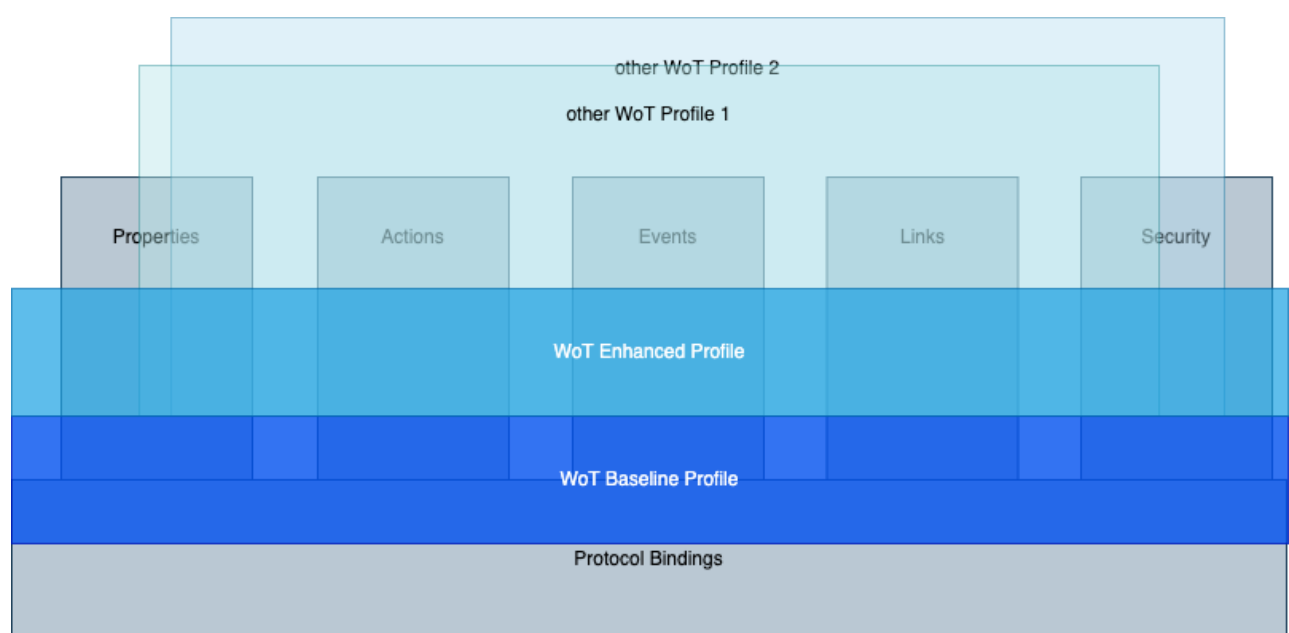 other WoT Profile 2
other WoT Profile 1
Properties
Actions
Events
Links
Security
WoT Enhanced Profile
WoT Baseline Profile
Protocol Bindings